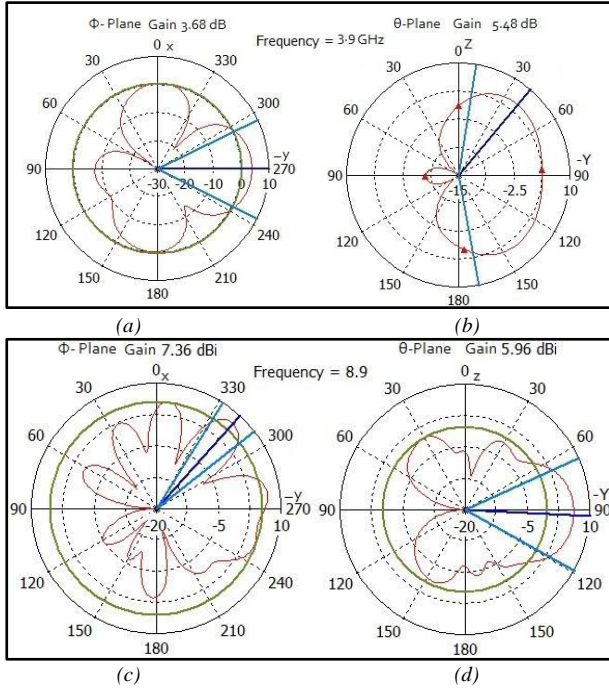 Φ- Plane Gain 3.68 dB
θ-Plane Gain 5.48 dB
Frequency = 3.9 GHz
0 x
30 330
60 300
-y
90 270
-30 -20 -10 0 10
120 240
150 210
180
0 Z
30 30
60 60
-Y
90 90
-15 -2.5 10
120 120
150 150
180
(a) (b)
Φ- Plane Gain 7.36 dBi
θ-Plane Gain 5.96 dBi
Frequency = 8.9
0 x
30 330
60 300
-y
90 270
-20 -5 10
120 240
150 210
180
0 z
30 30
60 60
-Y
90 90
-20 -5 10
120 120
150 150
180
(c) (d)